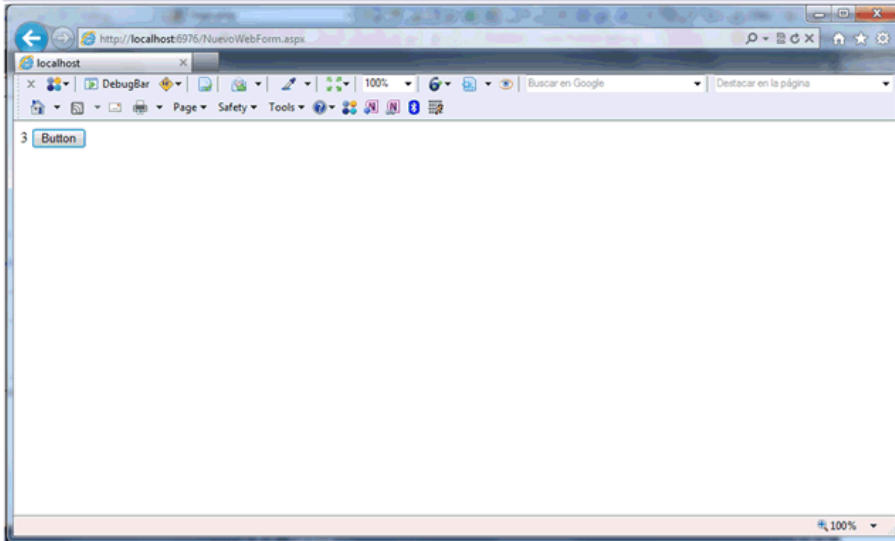 http://localhost:6976/NuevoWebForm.aspx
localhost
DebugBar 100% Buscar en Google Destacar en la página
Page Safety Tools
3 Button
100%